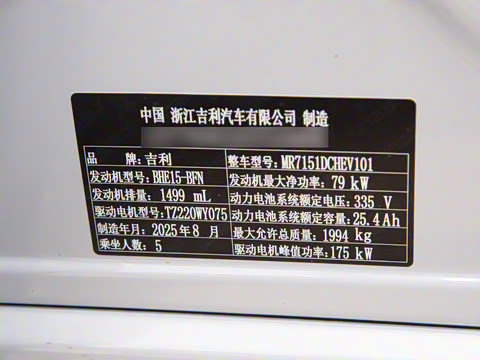 中国 浙江吉利汽车有限公司 制造
品 牌:吉利 整车型号:MR7151DCHEV101
发动机型号:BHE15-BFN 发动机最大净功率:79 kW
发动机排量:1499 mL 动力电池系统额定电压:335 V
驱动电机型号:TZ220WY075 动力电池系统额定容量:25.4Ah
制造年月:2025年8月 最大允许总质量:1994 kg
乘坐人数:5 驱动电机峰值功率:175 kW